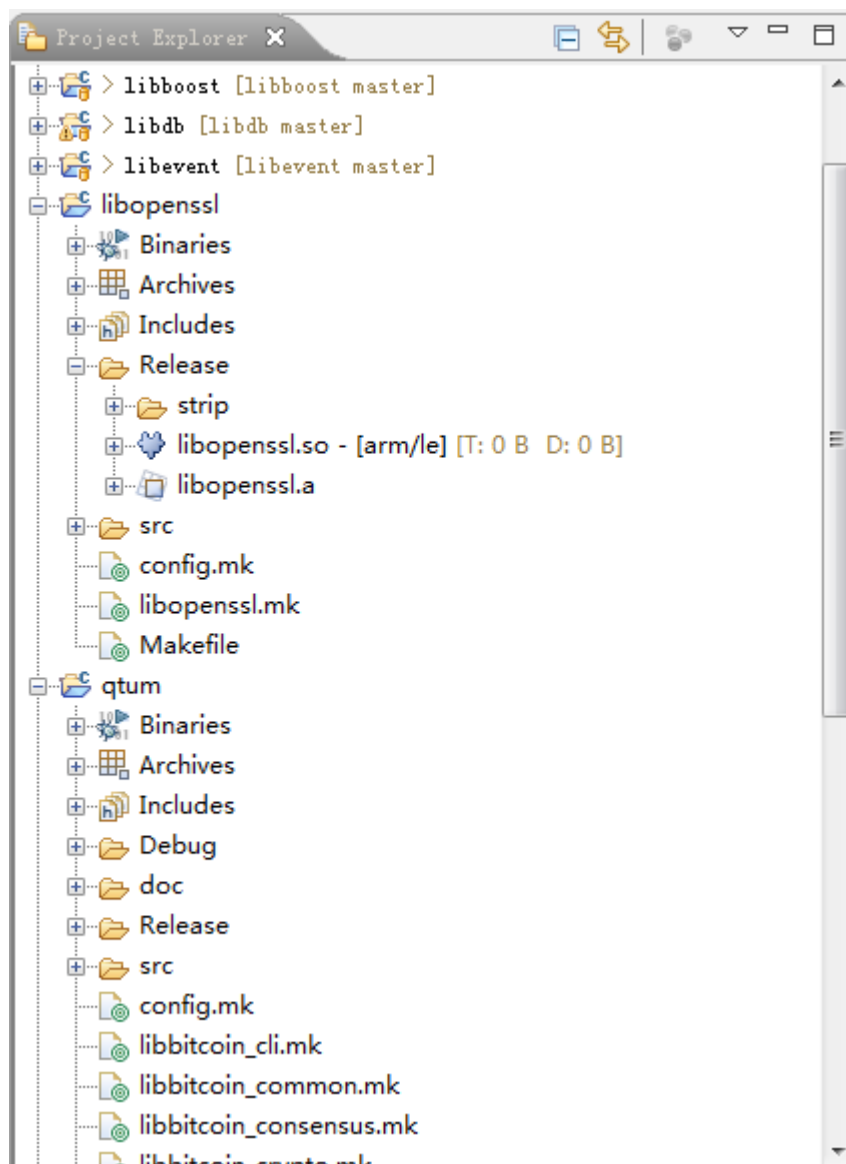 Project Explorer
> libboost [libboost master]
> libdb [libdb master]
> libevent [libevent master]
libopenssl
Binaries
Archives
Includes
Release
strip
libopenssl.so - [arm/le] [T: 0 B D: 0 B]
libopenssl.a
src
config.mk
libopenssl.mk
Makefile
qtum
Binaries
Archives
Includes
Debug
doc
Release
src
config.mk
libbitcoin_cli.mk
libbitcoin_common.mk
libbitcoin_consensus.mk
libbitcoin_crypto.mk